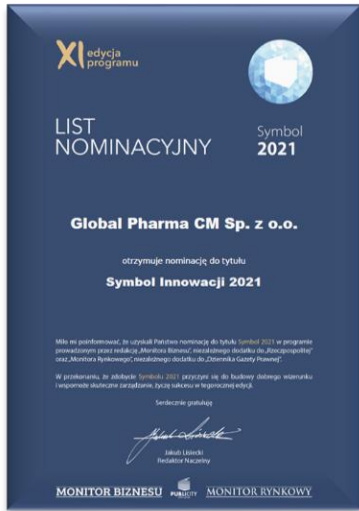 XI edycja
programu
LIST
NOMINACYJNY
Symbol
2021
Global Pharma CM Sp. z o.o.
otrzymuje nominację do tytułu
Symbol Innowacji 2021
Miło mi poinformować, że uzyskali Państwo nominację do tytułu Symbol 2021 w programie
prowadzonym przez redakcję „Monitora Biznesu”, niezależnego dodatku do „Rzeczpospolitej”
oraz „Monitora Rynkowego”, niezależnego dodatku do „Dziennika Gazety Prawnej”.
W przekonaniu, że zdobycie Symbolu 2021 przyczyni się do budowy dobrego wizerunku
i wspomoże skuteczne zarządzanie, życzę sukcesu w tegorocznej edycji.
Serdecznie gratuluję
Jakub Lisiecki
Redaktor Naczelny
MONITOR BIZNESU
PUBLICITY
MONITOR RYNKOWY